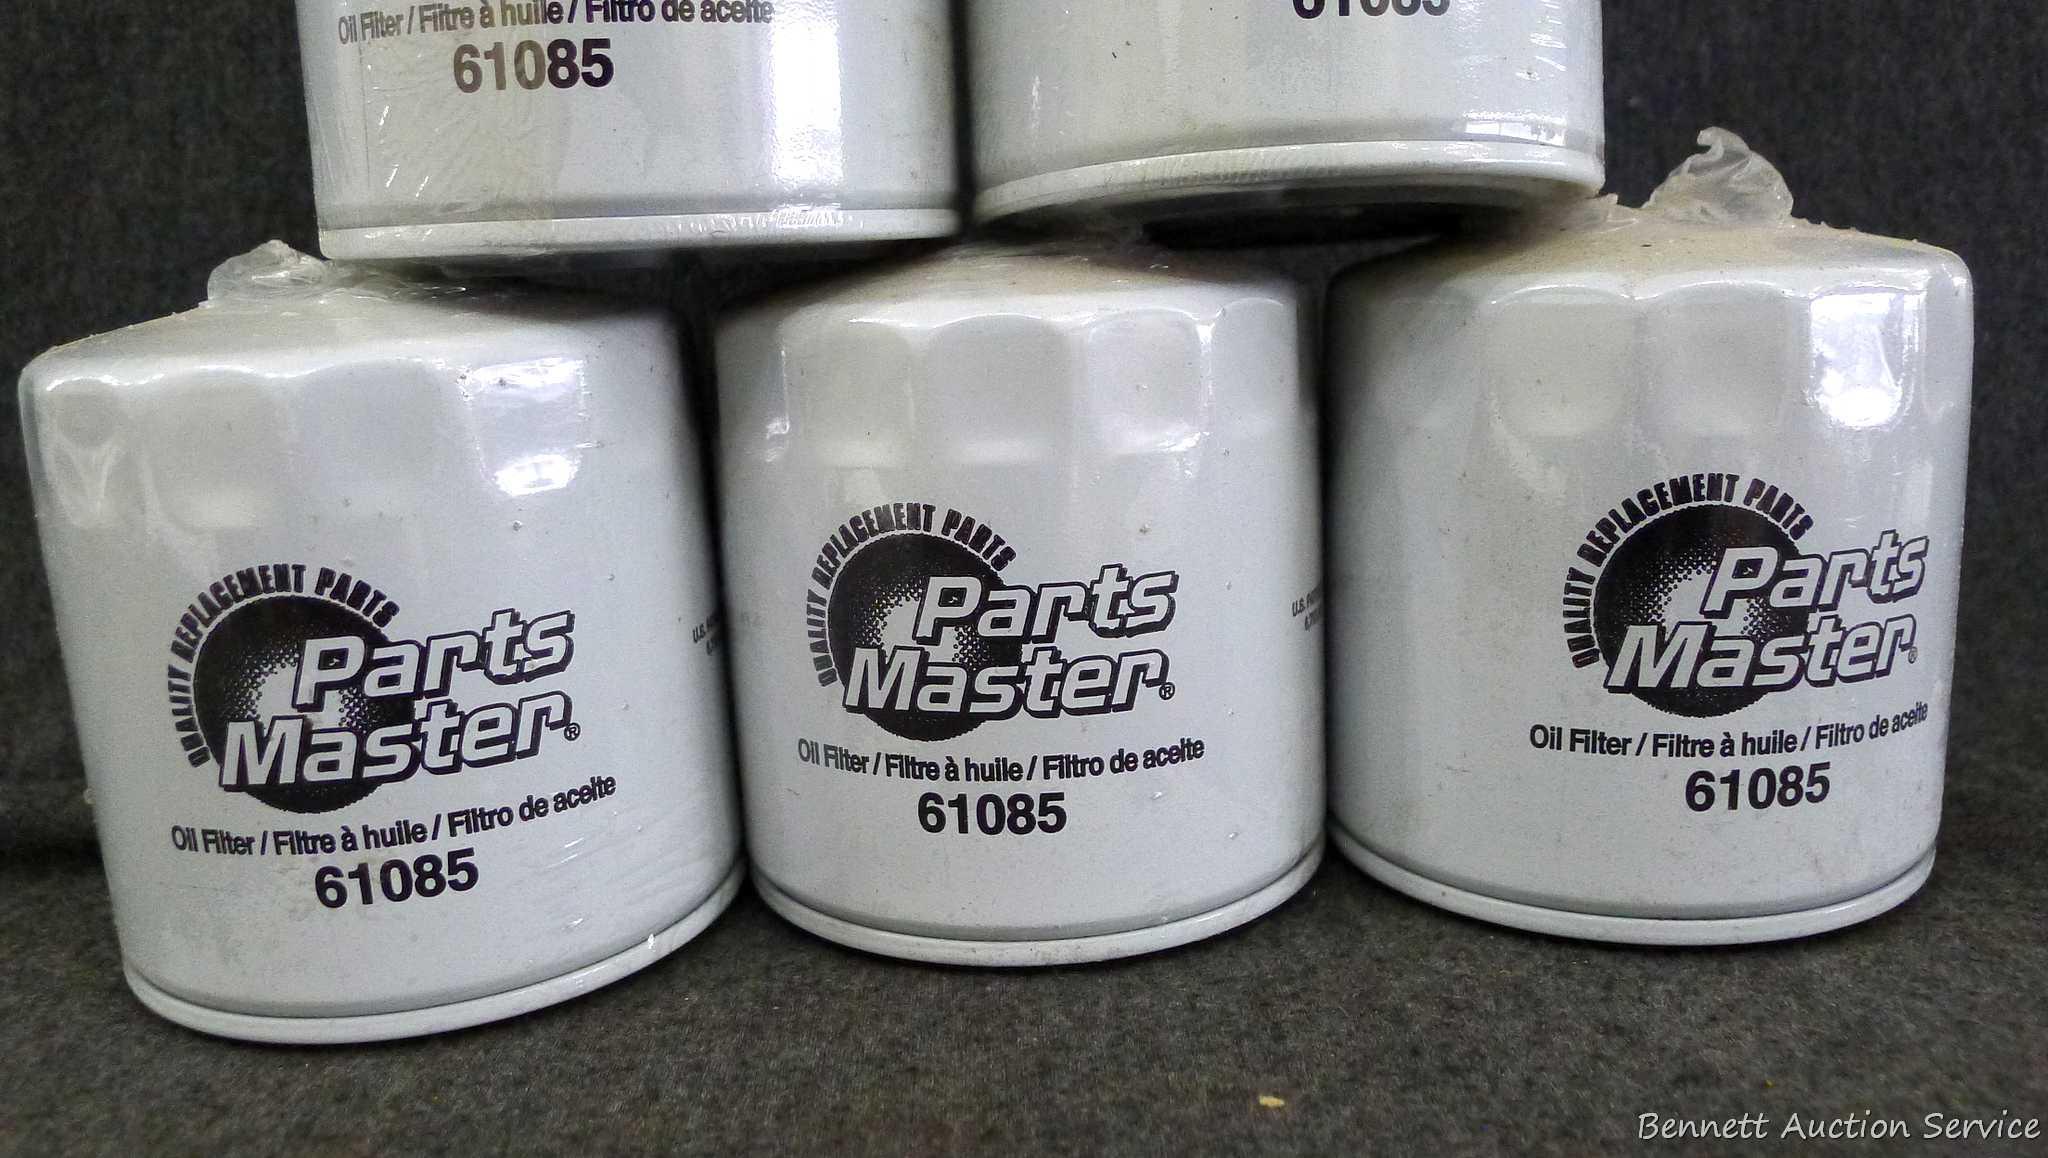 Oil Filter / Filtre à huile / Filtro de aceite
61085
61085
QUALITY REPLACEMENT PARTS
Parts
Master®
Oil Filter / Filtre à huile / Filtro de aceite
61085
U.S.
QUALITY REPLACEMENT PARTS
Parts
Master®
Oil Filter / Filtre à huile / Filtro de aceite
61085
U.S.
QUALITY REPLACEMENT PARTS
Parts
Master®
Oil Filter / Filtre à huile / Filtro de aceite
61085
Bennett Auction Service